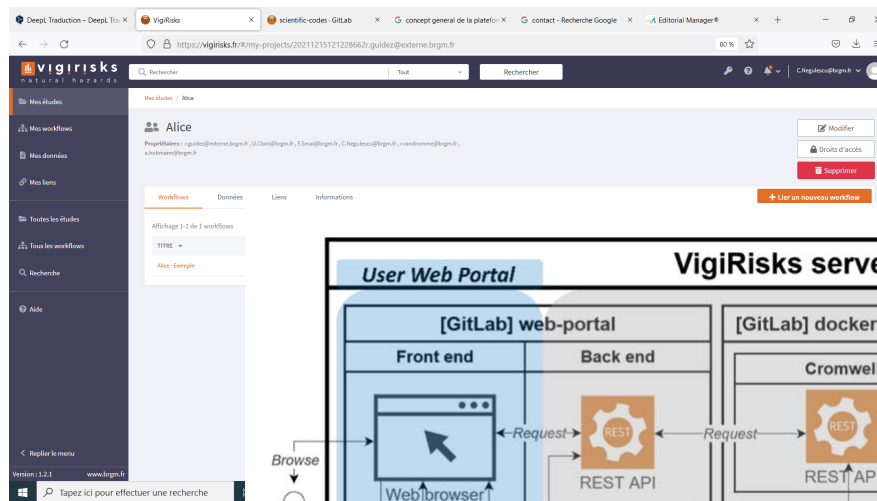 DeepL Traduction – DeepL Tra
VigiRisks
scientific-codes · GitLab
concept general de la platefor
contact - Recherche Google
Editorial Manager®
https://vigirisks.fr/#/my-projects/20211215121228662r.guidez@externe.brgm.fr
80 %
vigirisks
natural hazards
Rechercher
Tout
Rechercher
C.Negulescu@brgm.fr
Mes études
Mes workflows
Mes données
Mes liens
Toutes les études
Tous les workflows
Recherche
Aide
Replier le menu
Version : 1.2.1 www.brgm.fr
Mes études / Alice
Alice
Propriétaires : r.guidez@externe.brgm.fr , U.Clain@brgm.fr , F.Smai@brgm.fr , C.Negulescu@brgm.fr , r.vandromme@brgm.fr ,
a.hohmann@brgm.fr
Modifier
Droits d'accès
Supprimer
Workflows Données Liens Informations
+ Lier un nouveau workflow
Affichage 1-1 de 1 workflows
TITRE
Alice - Exemple
User Web Portal
VigiRisks serve
[GitLab] web-portal
[GitLab] docker
Front end
Back end
Cromwel
Request
REST
Request
REST
Browse
Web browser
REST API
REST AP
Tapez ici pour effectuer une recherche